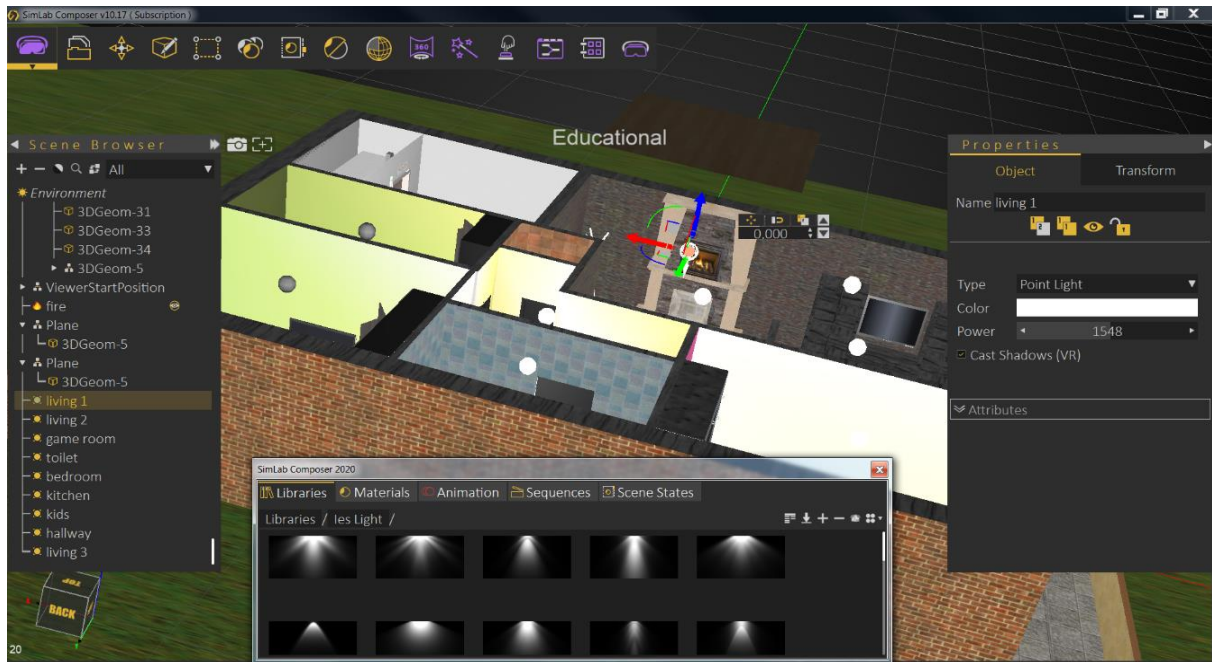 SimLab Composer v10.17 ( Subscription )
360
Educational
Scene Browser
All
Environment
3DGeom-31
3DGeom-33
3DGeom-34
3DGeom-5
ViewerStartPosition
fire
Plane
3DGeom-5
Plane
3DGeom-5
living 1
living 2
game room
toilet
bedroom
kitchen
kids
hallway
living 3
0.000
Properties
Object Transform
Name living 1
Type Point Light
Color
Power 1548
Cast Shadows (VR)
Attributes
SimLab Composer 2020
Libraries Materials Animation Sequences Scene States
Libraries / Ies Light /
TOP
BACK
20